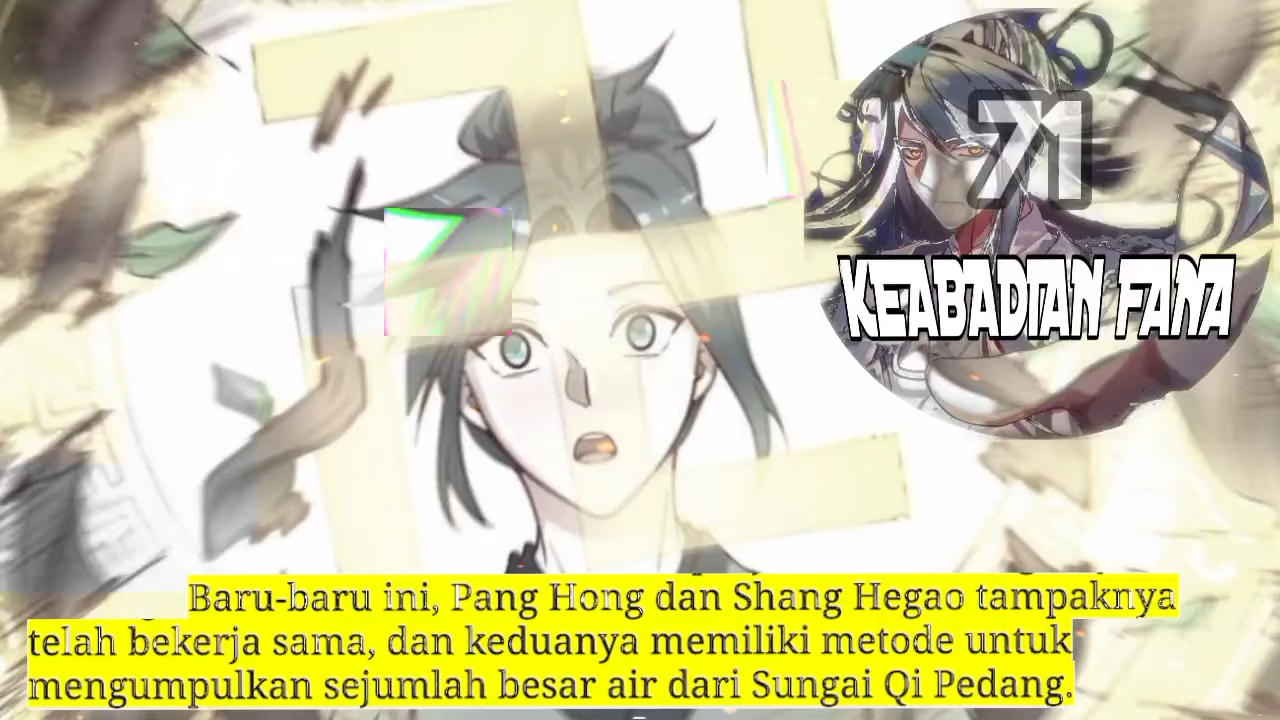 71
KEABADIAN FANA
Baru-baru ini, Pang Hong dan Shang Hegao tampaknya
telah bekerja sama, dan keduanya memiliki metode untuk
mengumpulkan sejumlah besar air dari Sungai Qi Pedang.